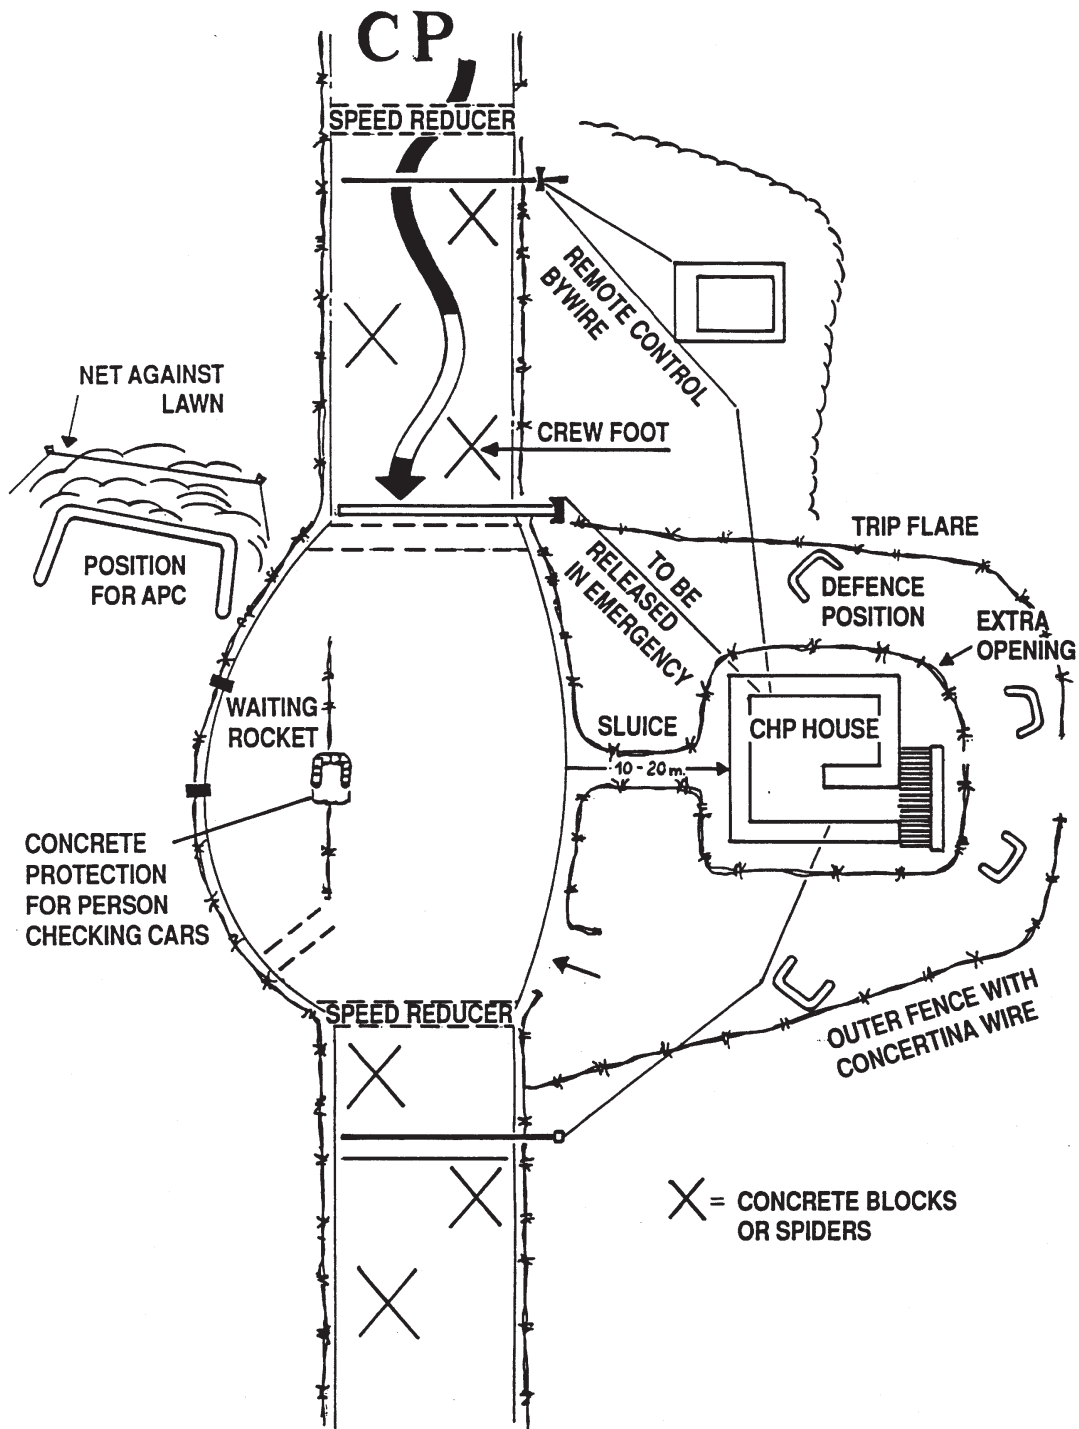 CP
SPEED REDUCER
REMOTE CONTROL
BYWIRE
NET AGAINST
LAWN
CREW FOOT
TRIP FLARE
POSITION
FOR APC
TO BE
RELEASED
IN EMERGENCY
DEFENCE
POSITION
EXTRA
OPENING
WAITING
ROCKET
SLUICE
CHP HOUSE
10-20 m.
CONCRETE
PROTECTION
FOR PERSON
CHECKING CARS
SPEED REDUCER
OUTER FENCE WITH
CONCERTINA WIRE
X = CONCRETE BLOCKS
OR SPIDERS